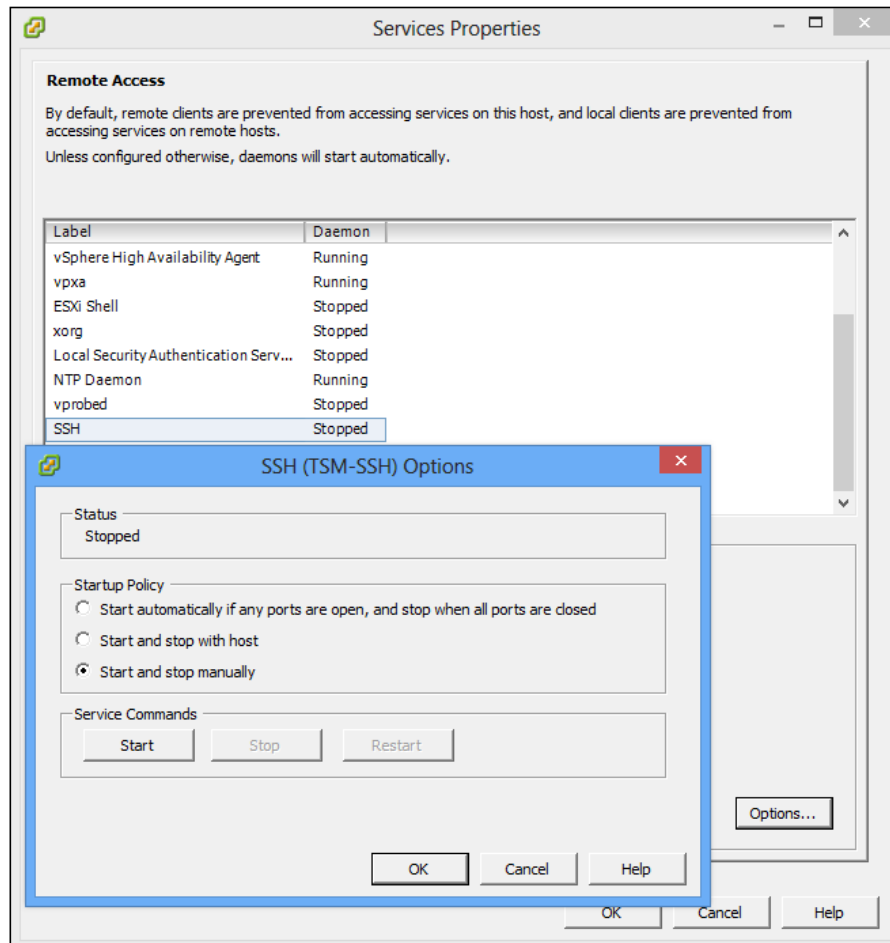 Services Properties
Remote Access
By default, remote clients are prevented from accessing services on this host, and local clients are prevented from
accessing services on remote hosts.
Unless configured otherwise, daemons will start automatically.
Label Daemon
vSphere High Availability Agent Running
vpxa Running
ESXi Shell Stopped
xorg Stopped
Local Security Authentication Serv... Stopped
NTP Daemon Running
vprobed Stopped
SSH Stopped
SSH (TSM-SSH) Options
Status
Stopped
Startup Policy
Start automatically if any ports are open, and stop when all ports are closed
Start and stop with host
Start and stop manually
Service Commands
Start Stop Restart
Options...
OK Cancel Help
OK Cancel Help